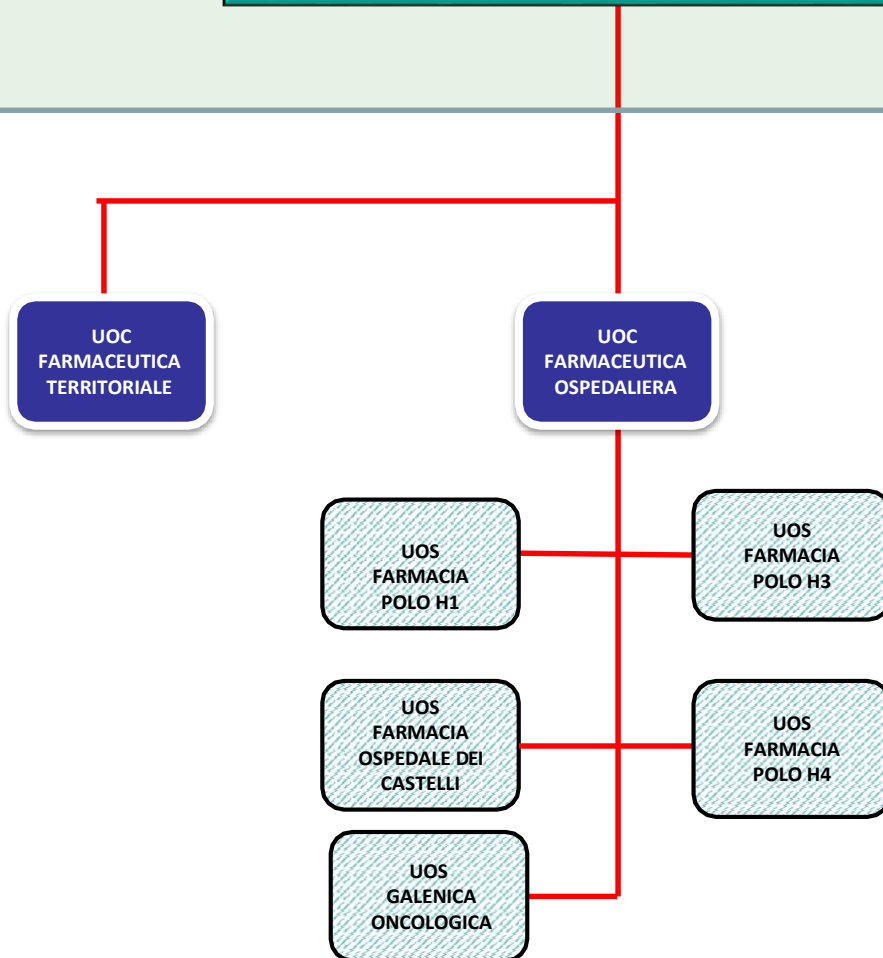 UOC
FARMACEUTICA
TERRITORIALE
UOC
FARMACEUTICA
OSPEDALIERA
UOS
FARMACIA
POLO H1
UOS
FARMACIA
POLO H3
UOS
FARMACIA
OSPEDALE DEI
CASTELLI
UOS
FARMACIA
POLO H4
UOS
GALENICA
ONCOLOGICA